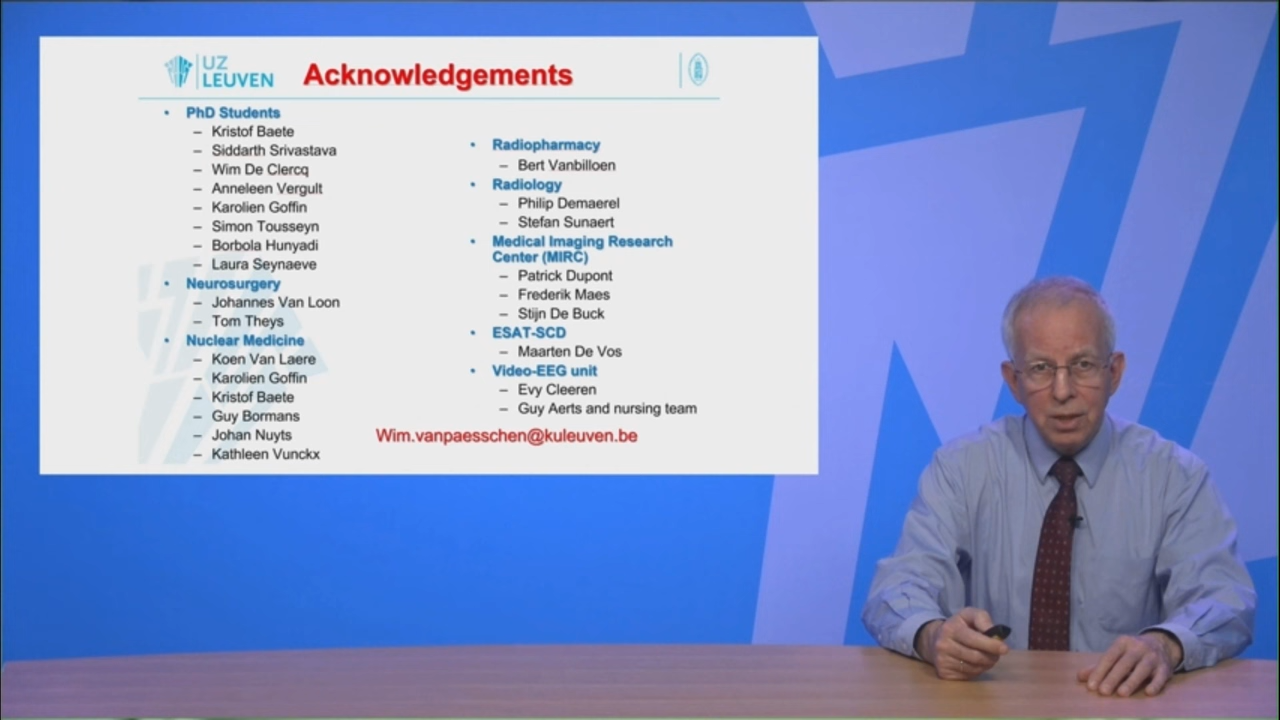 UZ
LEUVEN
Acknowledgements
• PhD Students
– Kristof Baete
– Siddarth Srivastava
– Wim De Clercq
– Anneleen Vergult
– Karolien Goffin
– Simon Tousseyn
– Borbola Hunyadi
– Laura Seynaeve
• Neurosurgery
– Johannes Van Loon
– Tom Theys
• Nuclear Medicine
– Koen Van Laere
– Karolien Goffin
– Kristof Baete
– Guy Bormans
– Johan Nuyts
– Kathleen Vunckx
• Radiopharmacy
– Bert Vanbilloen
• Radiology
– Philip Demaerel
– Stefan Sunaert
• Medical Imaging Research
Center (MIRC)
– Patrick Dupont
– Frederik Maes
– Stijn De Buck
• ESAT-SCD
– Maarten De Vos
• Video-EEG unit
– Evy Cleeren
– Guy Aerts and nursing team
Wim.vanpaesschen@kuleuven.be